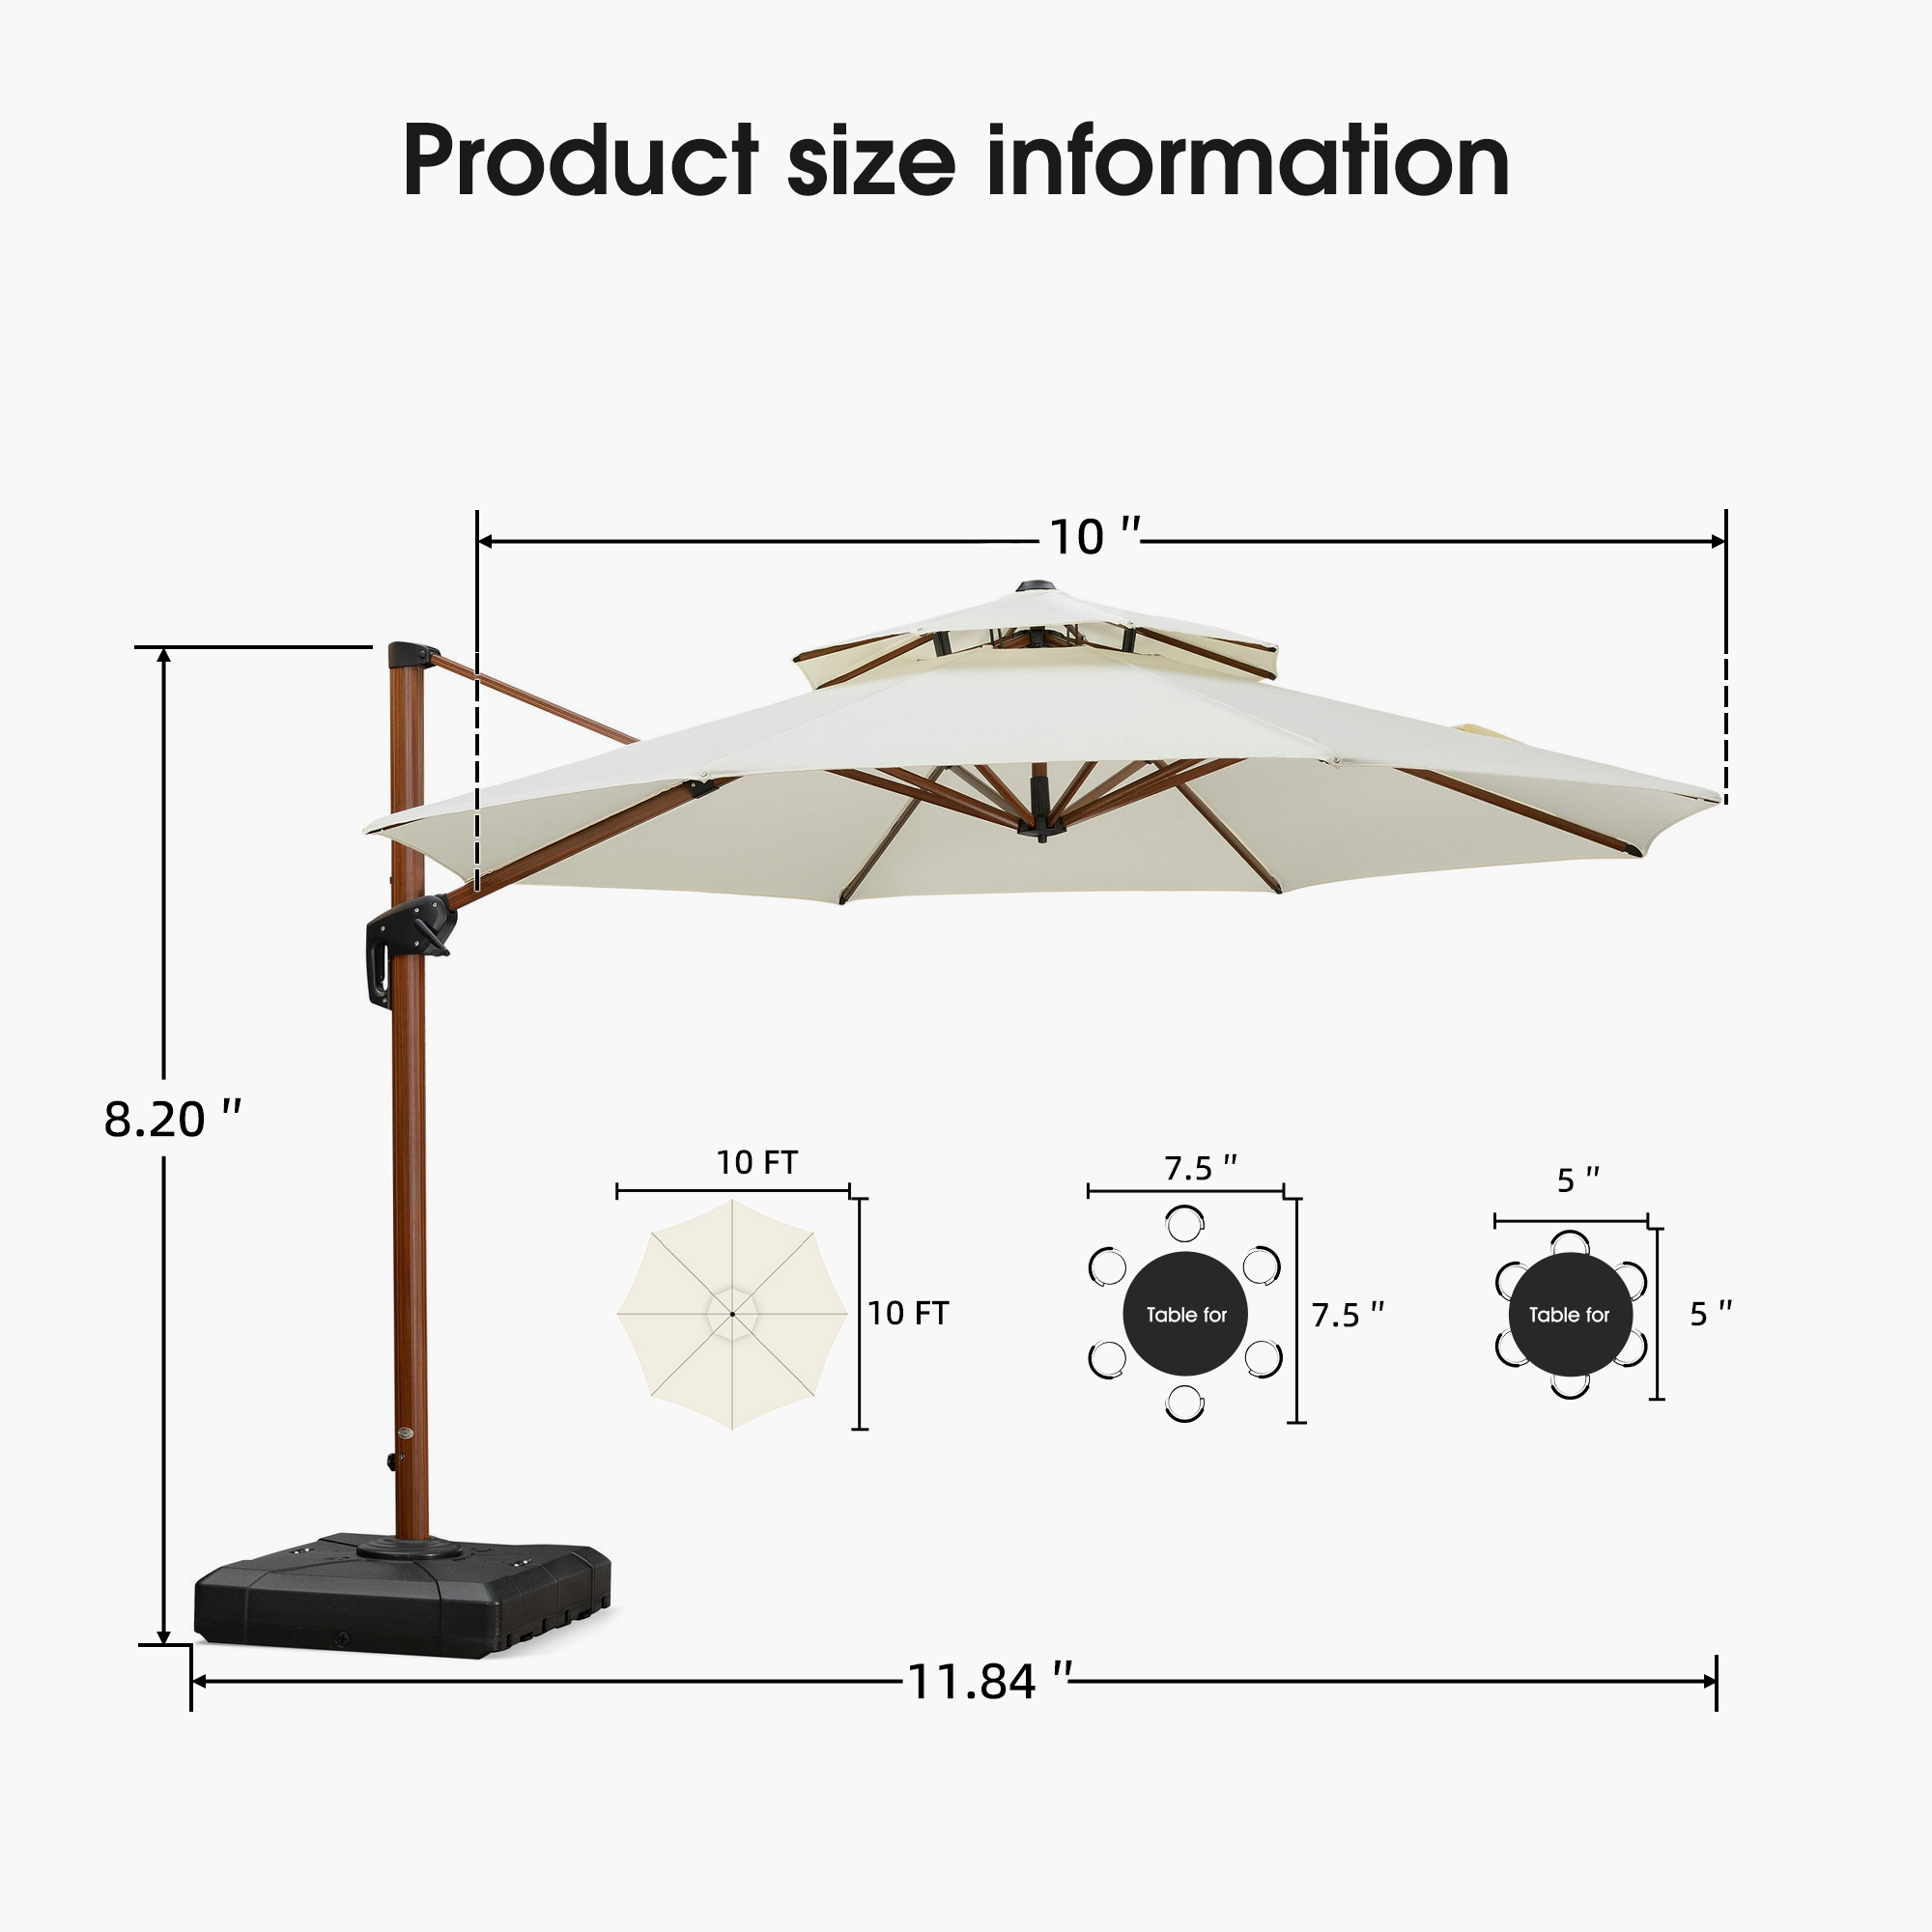 Product size information
10 "
8.20 "
10 FT
10 FT
7.5 "
Table for
7.5 "
5 "
Table for
5 "
11.84 "